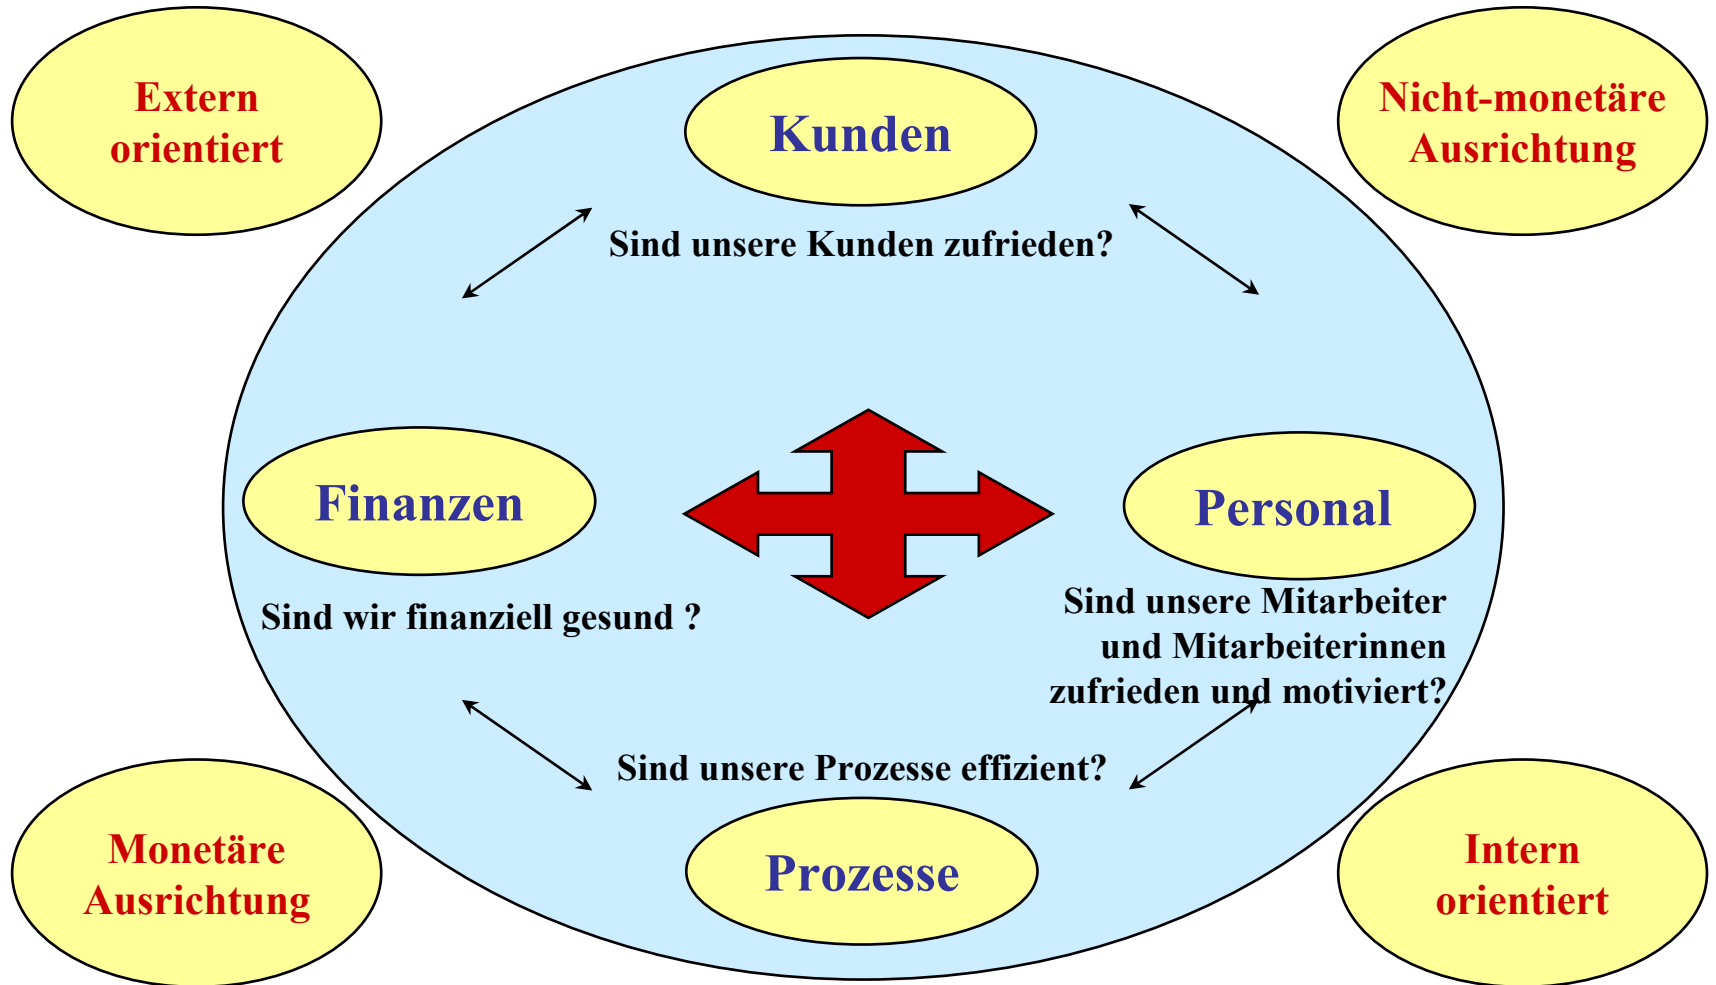 Extern
orientiert
Kunden
Nicht-monetäre
Ausrichtung
Sind unsere Kunden zufrieden?
Finanzen
Personal
Sind wir finanziell gesund ?
Sind unsere Mitarbeiter
und Mitarbeiterinnen
zufrieden und motiviert?
Sind unsere Prozesse effizient?
Monetäre
Ausrichtung
Prozesse
Intern
orientiert